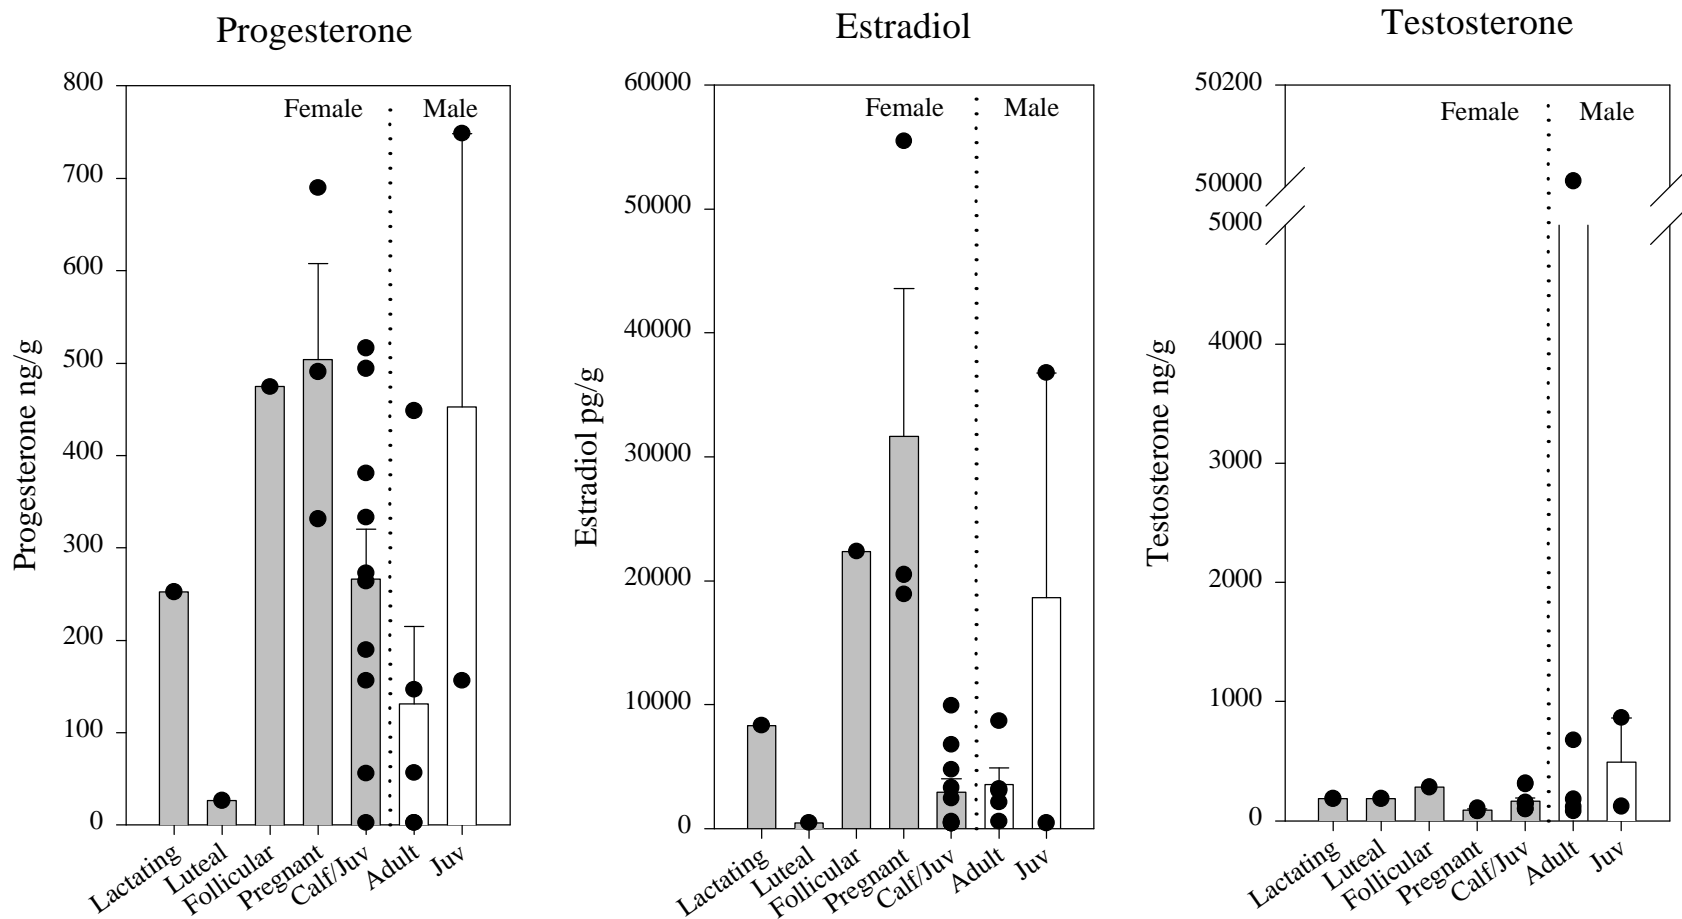 Progesterone
Progesterone ng/g
800
700
600
500
400
300
200
100
0
Female
Male
Lactating
Luteal
Follicular
Pregnant
Calf/Juv
Adult
Juv
Estradiol
Estradiol pg/g
60000
50000
40000
30000
20000
10000
0
Female
Male
Lactating
Luteal
Follicular
Pregnant
Calf/Juv
Adult
Juv
Testosterone
Testosterone ng/g
50200
50000
5000
4000
3000
2000
1000
0
Female
Male
Lactating
Luteal
Follicular
Pregnant
Calf/Juv
Adult
Juv